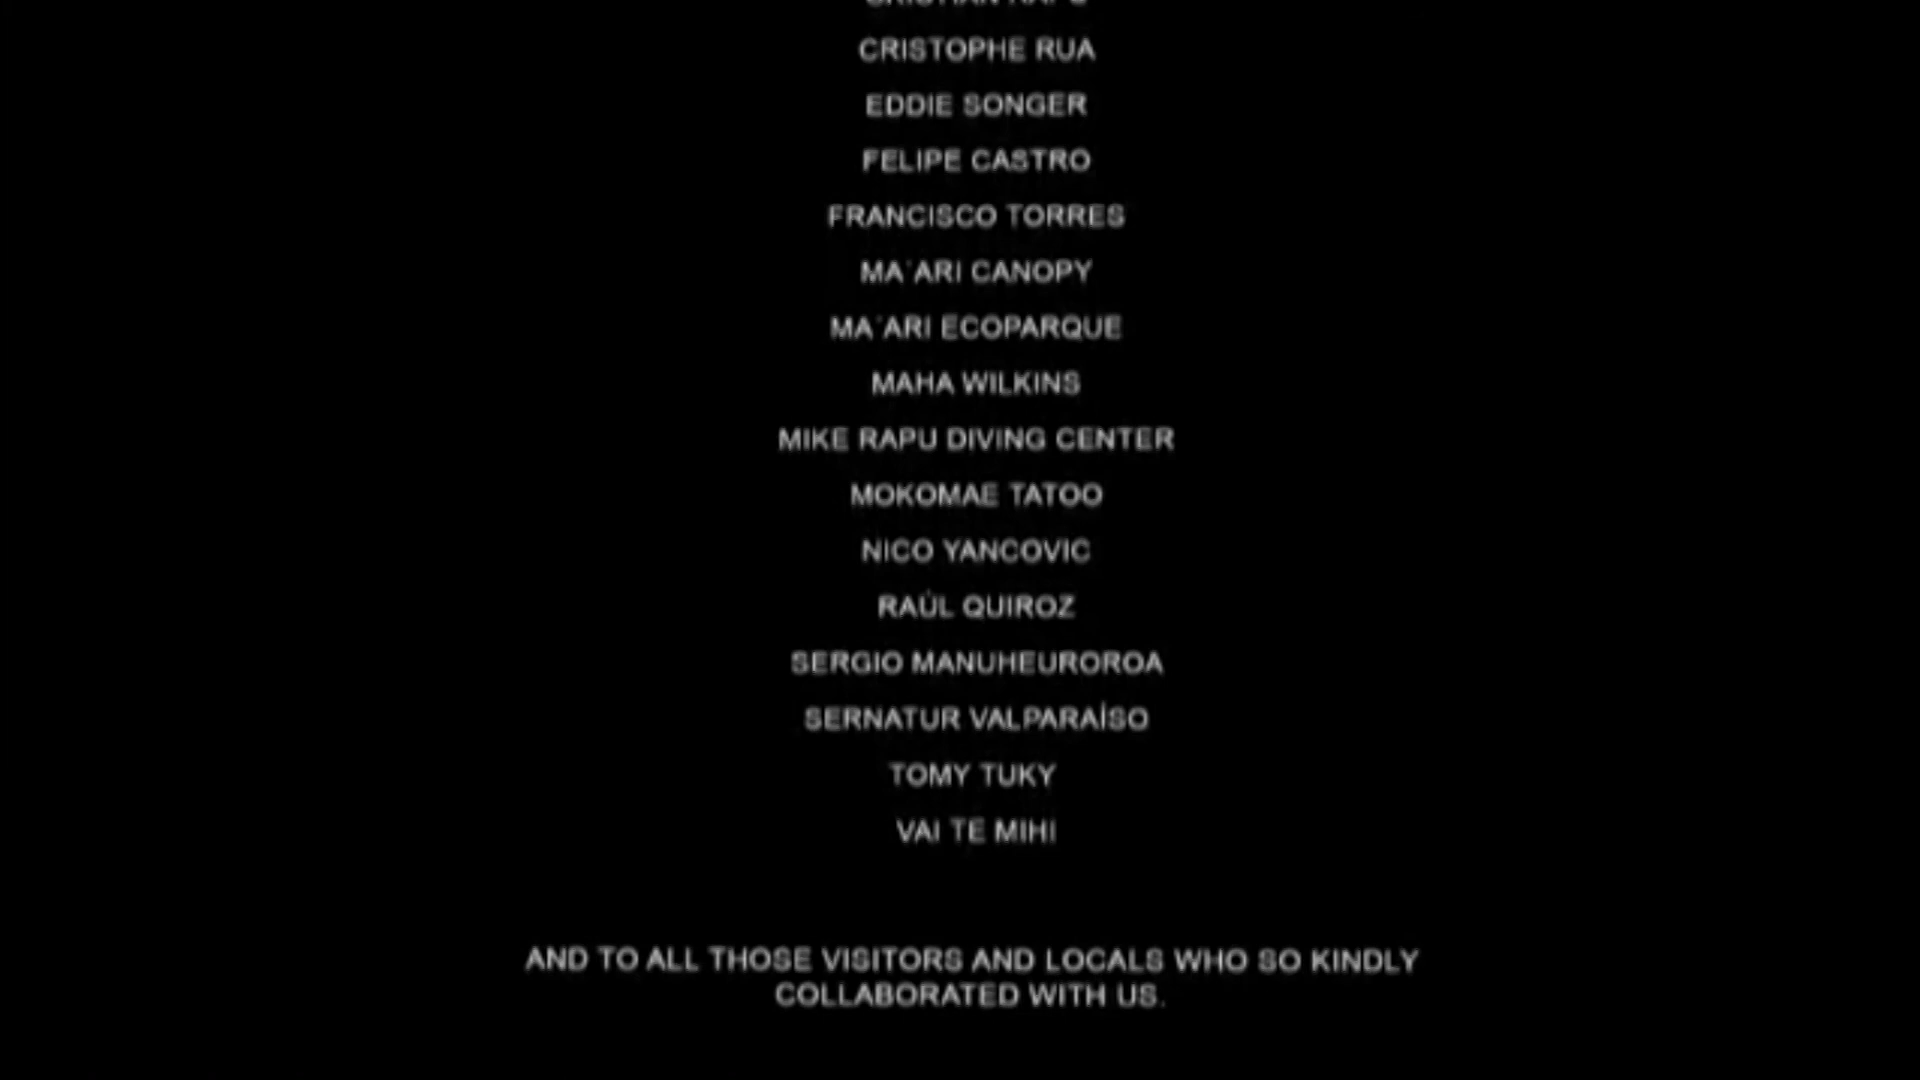 CRISTOPHE RUA
EDDIE SONGER
FELIPE CASTRO
FRANCISCO TORRES
MA´ARI CANOPY
MA´ARI ECOPARQUE
MAHA WILKINS
MIKE RAPU DIVING CENTER
MOKOMAE TATOO
NICO YANCOVIC
RAÚL QUIROZ
SERGIO MANUHEUROROA
SERNATUR VALPARAÍSO
TOMY TUKY
VAI TE MIHI
AND TO ALL THOSE VISITORS AND LOCALS WHO SO KINDLY
COLLABORATED WITH US.